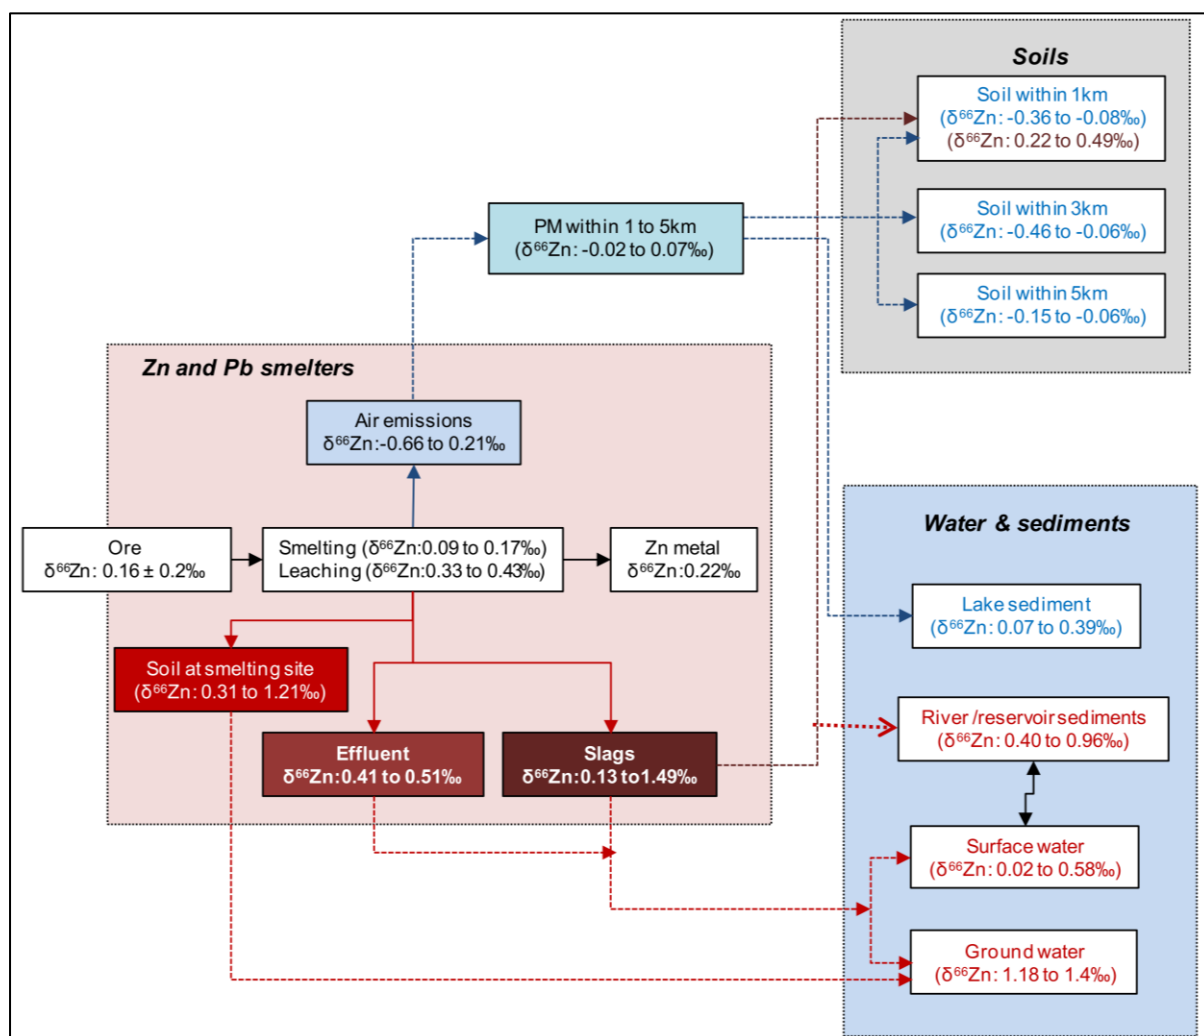 Soils
Soil within 1km
(δ⁶⁶Zn: -0.36 to -0.08‰)
(δ⁶⁶Zn: 0.22 to 0.49‰)
PM within 1 to 5km
(δ⁶⁶Zn: -0.02 to 0.07‰)
Soil within 3km
(δ⁶⁶Zn: -0.46 to -0.06‰)
Soil within 5km
(δ⁶⁶Zn: -0.15 to -0.06‰)
Zn and Pb smelters
Air emissions
δ⁶⁶Zn:-0.66 to 0.21‰
Ore
δ⁶⁶Zn: 0.16 ± 0.2‰
Smelting (δ⁶⁶Zn:0.09 to 0.17‰)
Leaching (δ⁶⁶Zn:0.33 to 0.43‰)
Zn metal
δ⁶⁶Zn:0.22‰
Soil at smelting site
(δ⁶⁶Zn: 0.31 to 1.21‰)
Effluent
δ⁶⁶Zn:0.41 to 0.51‰
Slags
δ⁶⁶Zn:0.13 to1.49‰
Water & sediments
Lake sediment
(δ⁶⁶Zn: 0.07 to 0.39‰)
River /reservoir sediments
(δ⁶⁶Zn: 0.40 to 0.96‰)
Surface water
(δ⁶⁶Zn: 0.02 to 0.58‰)
Ground water
(δ⁶⁶Zn: 1.18 to 1.4‰)